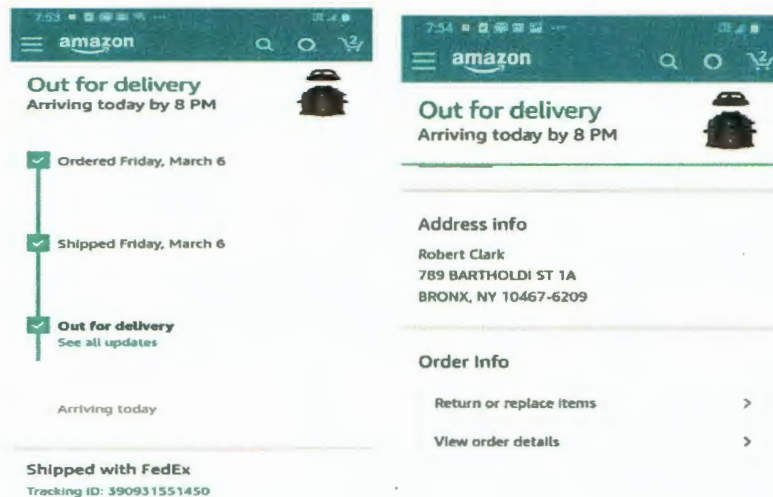 7:53
amazon
2
Out for delivery
Arriving today by 8 PM
Ordered Friday, March 6
Shipped Friday, March 6
Out for delivery
See all updates
Arriving today
Shipped with FedEx
Tracking ID: 390931551450
7:54
amazon
2
Out for delivery
Arriving today by 8 PM
Address info
Robert Clark
789 BARTHOLDI ST 1A
BRONX, NY 10467-6209
Order Info
Return or replace items
View order details